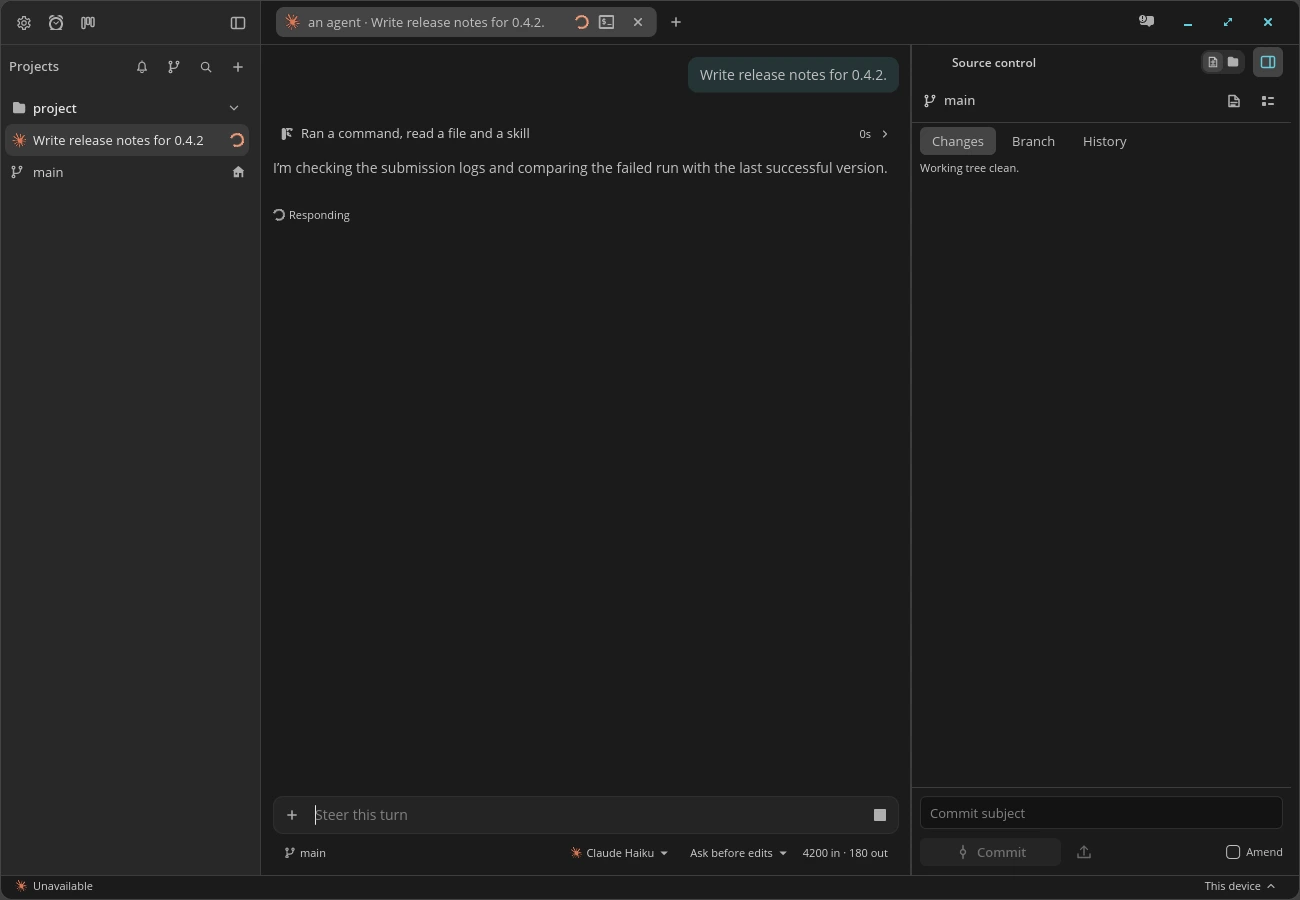 an agent · Write release notes for 0.4.2.
Projects
project
Write release notes for 0.4.2
main
Write release notes for 0.4.2.
Ran a command, read a file and a skill
0s
I'm checking the submission logs and comparing the failed run with the last successful version.
Responding
Steer this turn
main
Claude Haiku
Ask before edits
4200 in · 180 out
Source control
main
Changes
Branch
History
Working tree clean.
Commit subject
Commit
Amend
Unavailable
This device